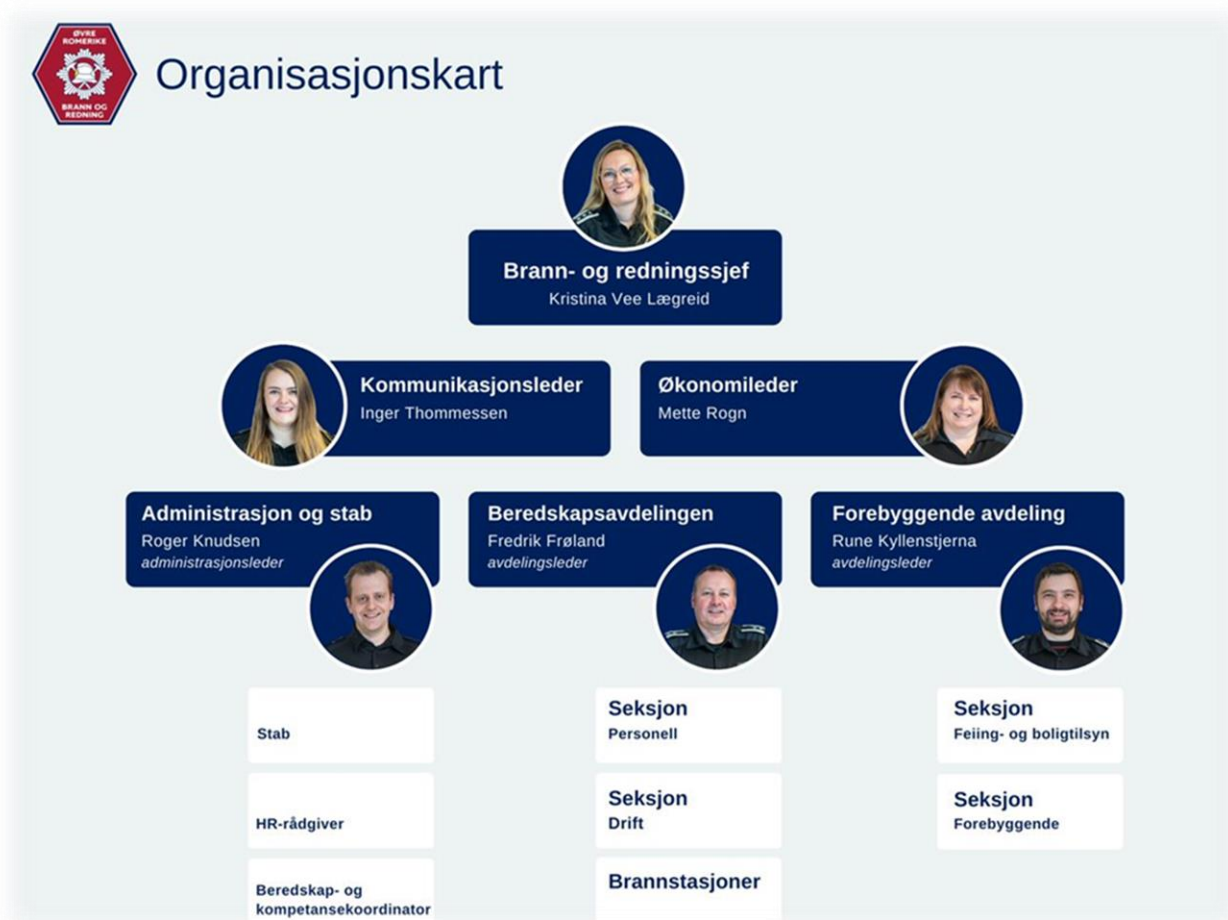 ØVRE
ROMERIKE
BRANN OG
REDNING
Organisasjonskart
Brann- og redningssjef
Kristina Vee Lægreid
Kommunikasjonsleder
Inger Thommessen
Økonomileder
Mette Rogn
Administrasjon og stab
Roger Knudsen
administrasjonsleder
Beredskapsavdelingen
Fredrik Frøland
avdelingsleder
Forebyggende avdeling
Rune Kyllenstjerna
avdelingsleder
Stab
HR-rådgiver
Beredskap- og
kompetansekoordinator
Seksjon
Personell
Seksjon
Drift
Brannstasjoner
Seksjon
Feiing- og boligtilsyn
Seksjon
Forebyggende